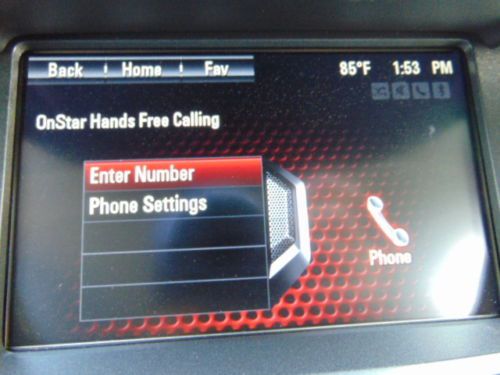 Back Home Fav 85°F 1:53 PM
OnStar Hands Free Calling
Enter Number
Phone Settings
Phone